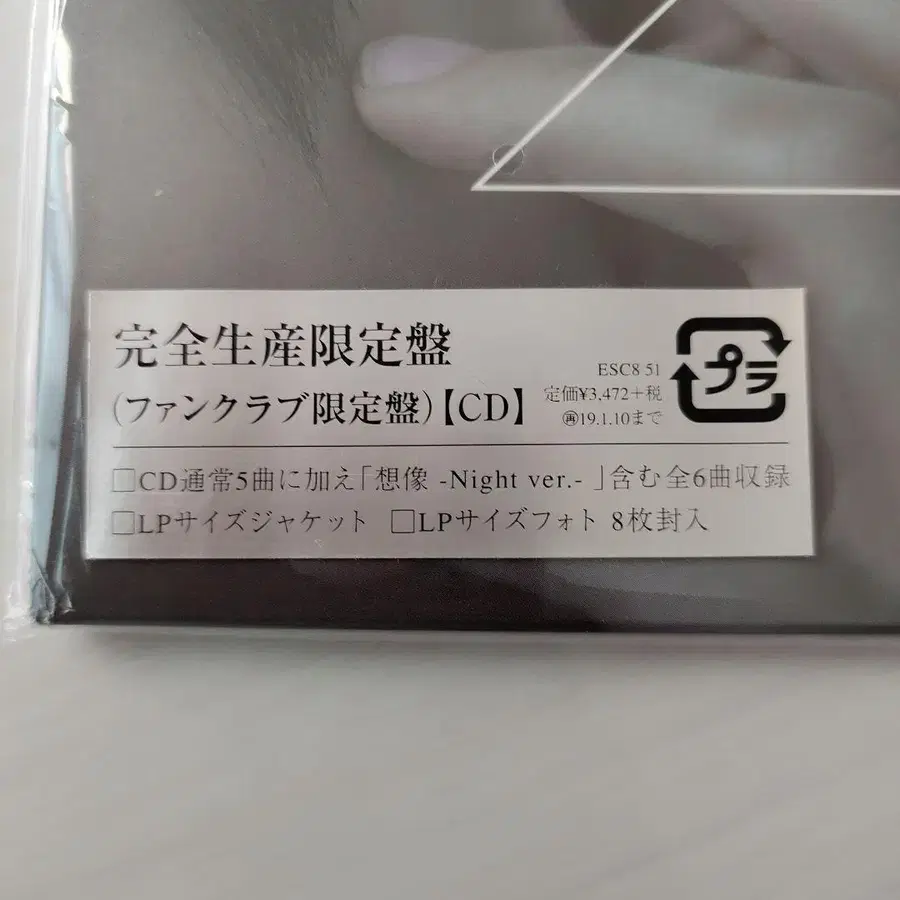 完全生産限定盤
(ファンクラブ限定盤)【CD】
ESC8 51
定価¥3,472+税
㊢19.1.10まで
プラ
□CD通常5曲に加え「想像 -Night ver.- 」含む全6曲収録
□LPサイズジャケット □LPサイズフォト 8枚封入